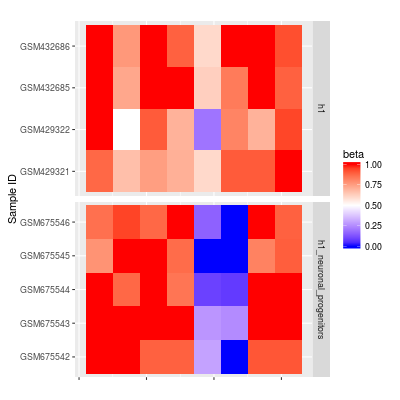 GSM432686
GSM432685
GSM429322
GSM429321
h1
Sample ID
GSM675546
GSM675545
GSM675544
GSM675543
GSM675542
h1_neuronal_progenitors
beta
1.00
0.75
0.50
0.25
0.00